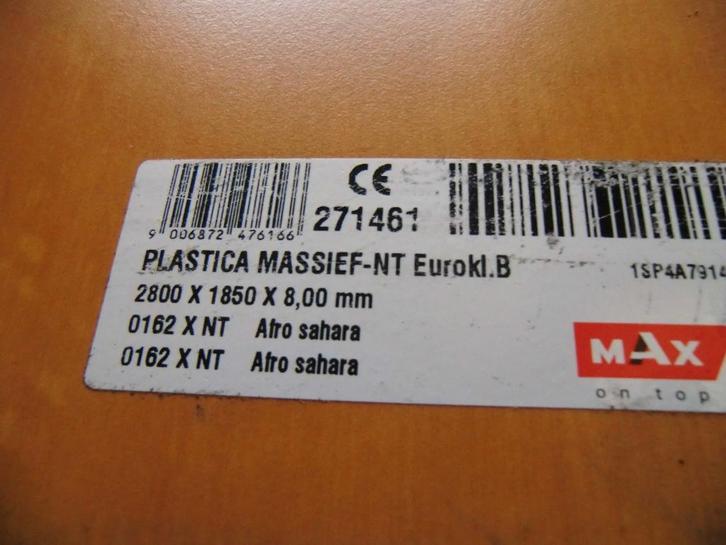 CE
9 006872 476166
271461
PLASTICA MASSIEF-NT Eurokl.B
1SP4A7914
2800 X 1850 X 8,00 mm
0162 X NT Afro sahara
0162 X NT Afro sahara
MAX
on top